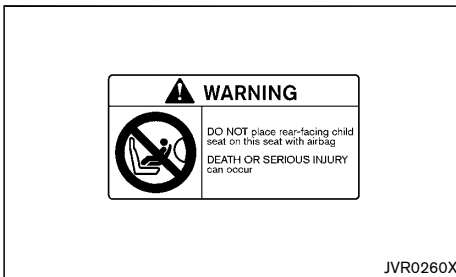 WARNING
DO NOT place rear-facing child
seat on this seat with airbag
DEATH OR SERIOUS INJURY
can occur
JVR0260X